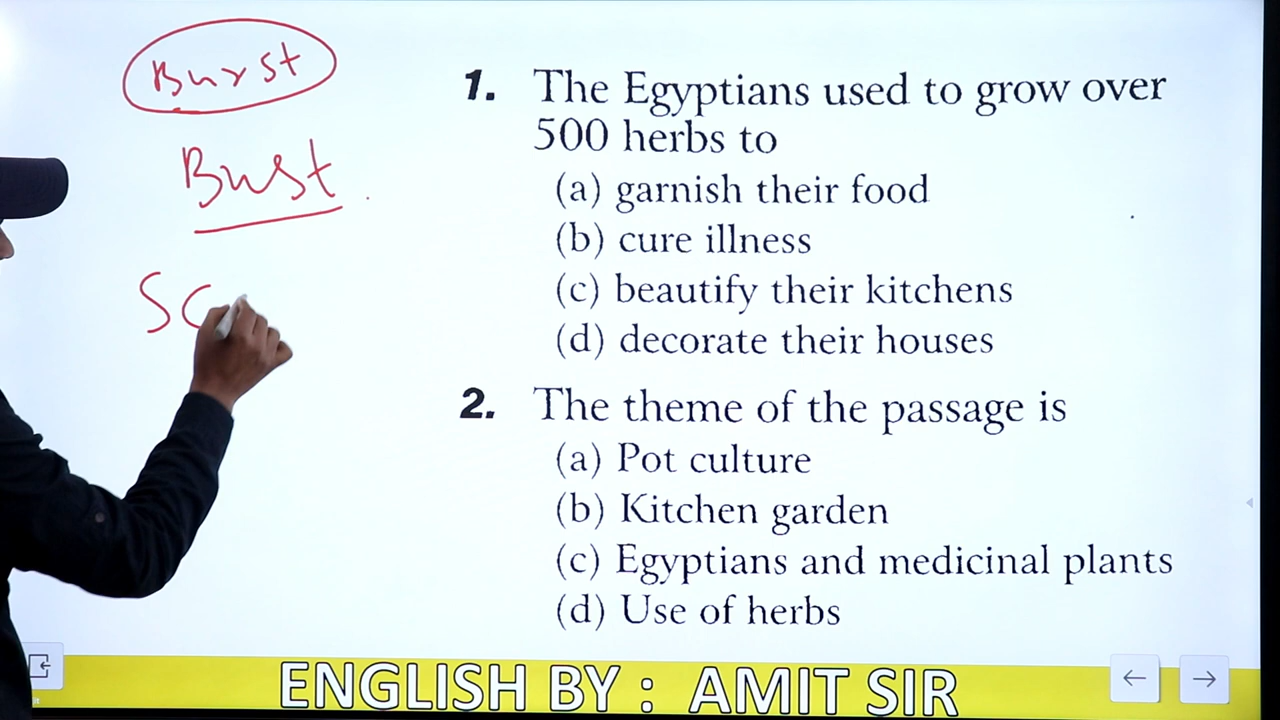 Burst
Bust
SC
1. The Egyptians used to grow over
500 herbs to
(a) garnish their food
(b) cure illness
(c) beautify their kitchens
(d) decorate their houses
2. The theme of the passage is
(a) Pot culture
(b) Kitchen garden
(c) Egyptians and medicinal plants
(d) Use of herbs
ENGLISH BY : AMIT SIR